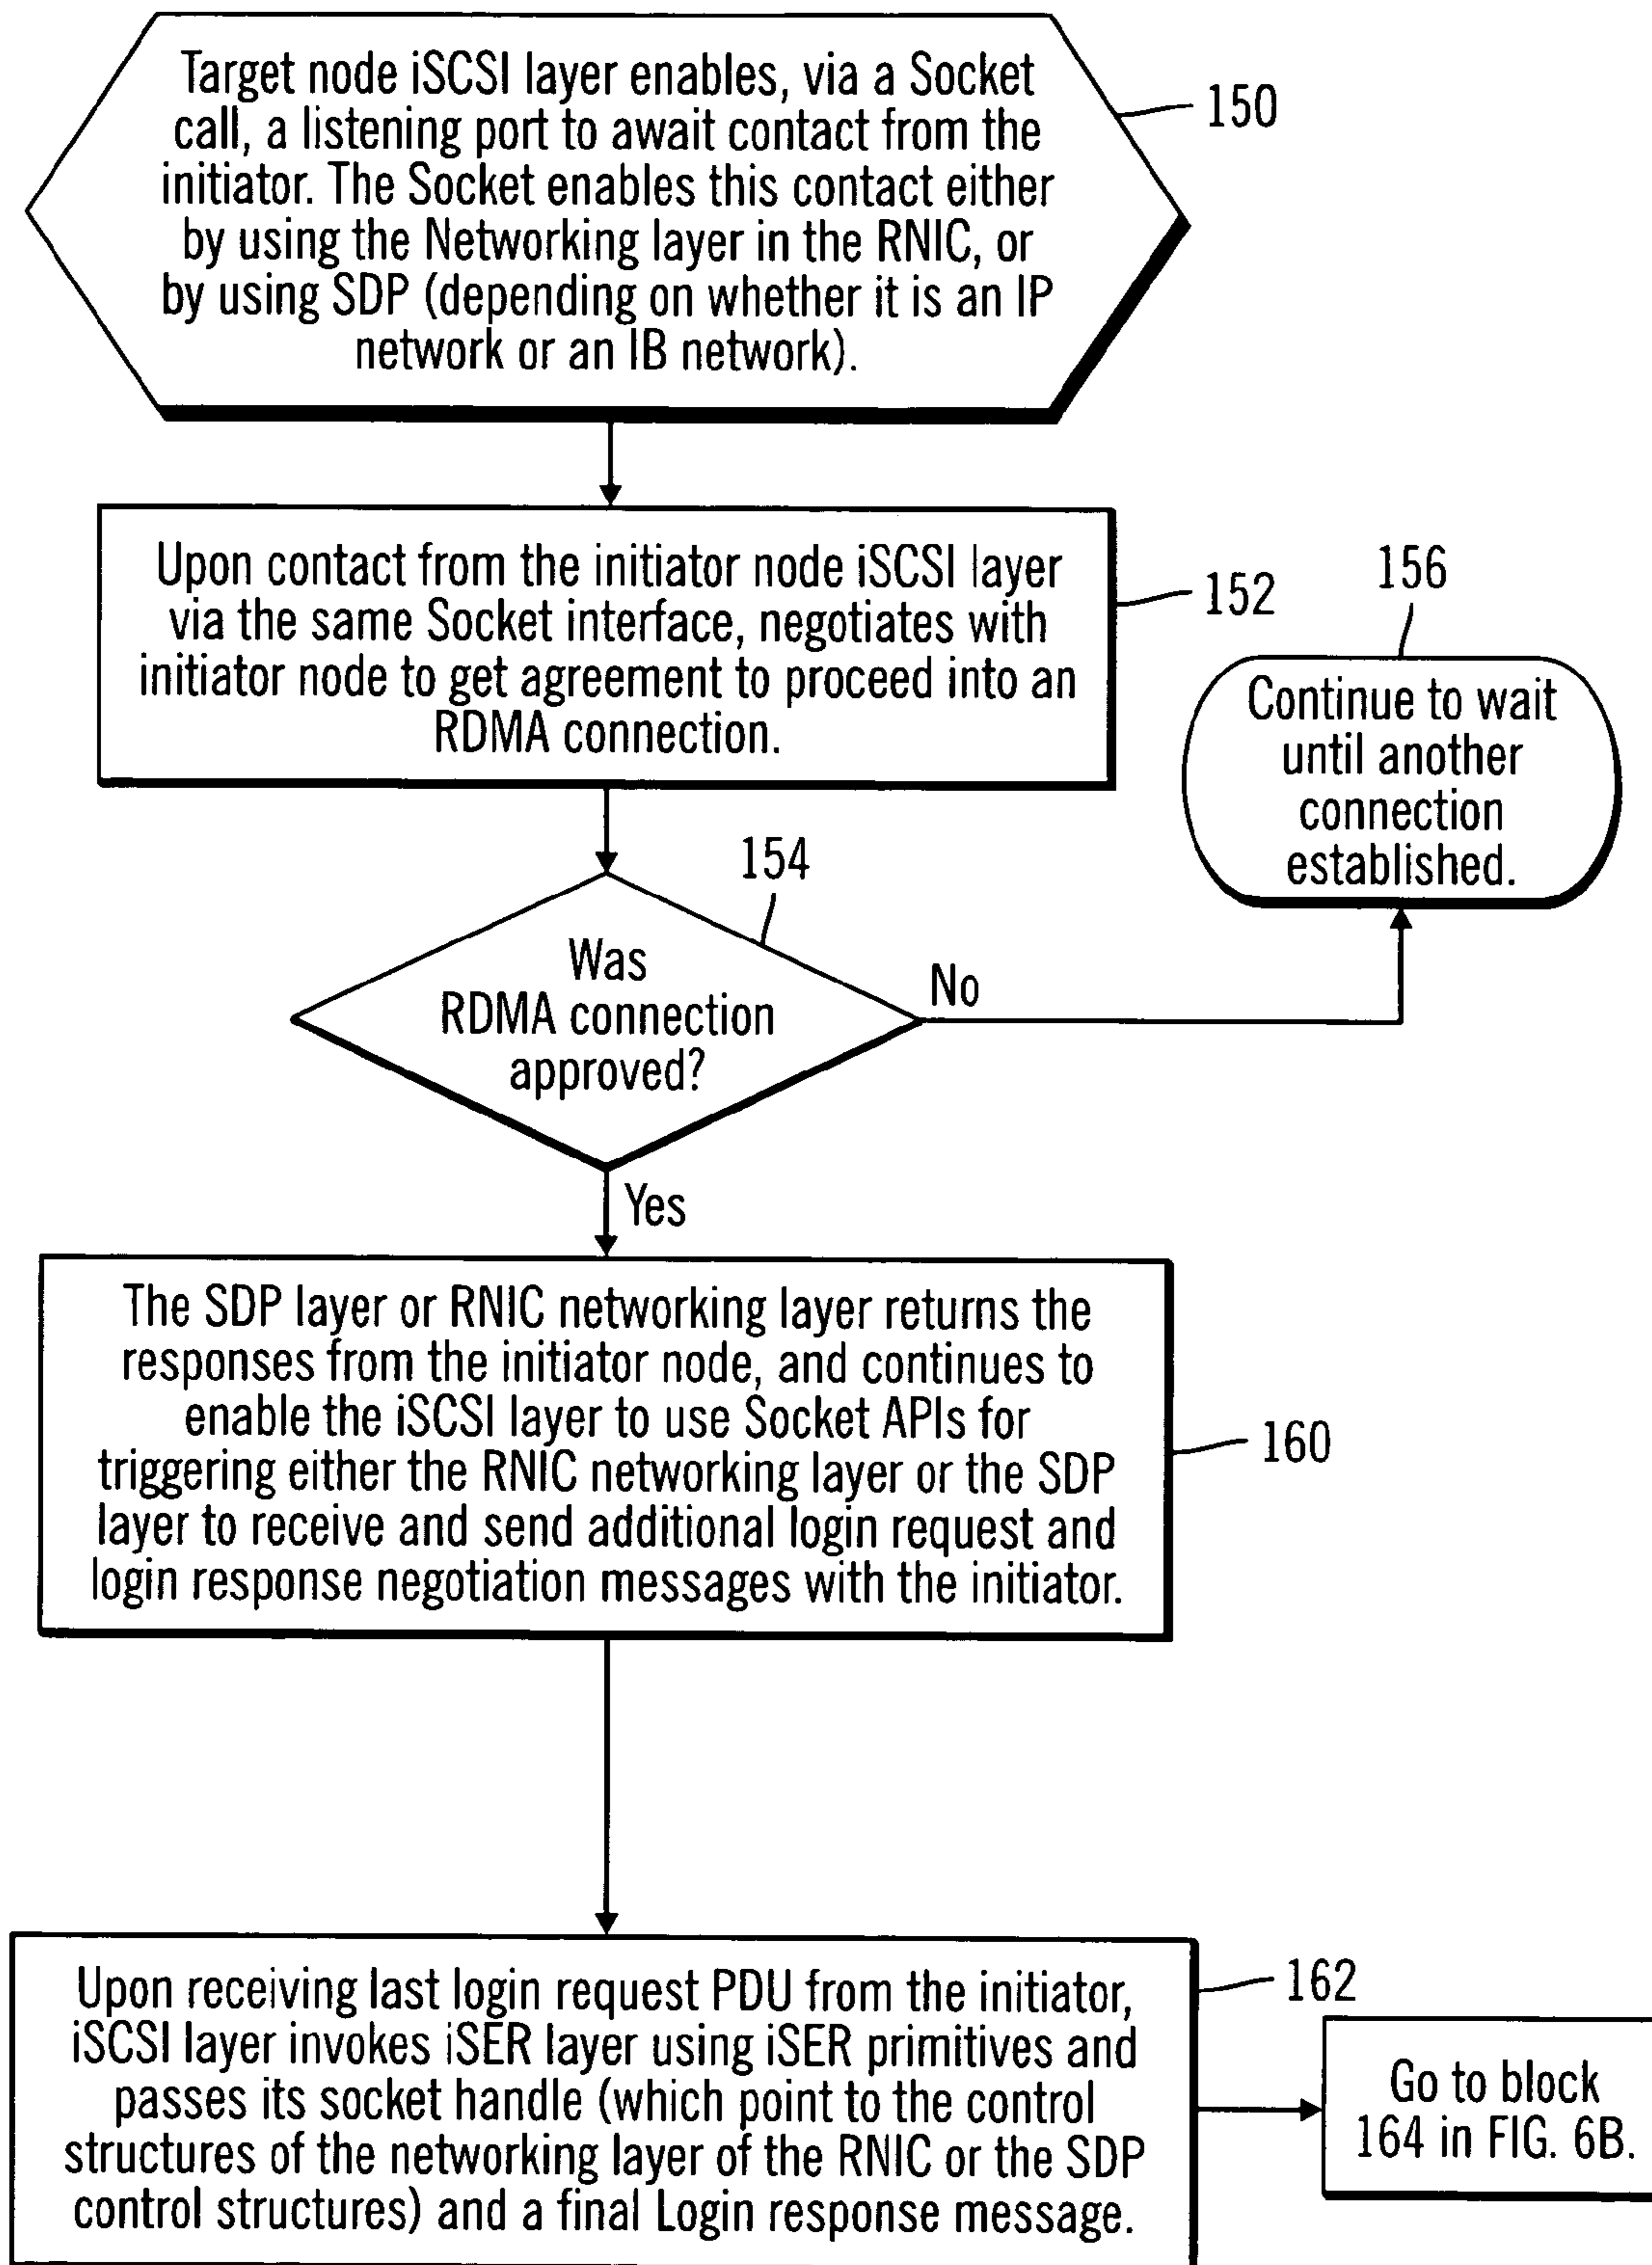 Target node iSCSI layer enables, via a Socket
call, a listening port to await contact from the
initiator. The Socket enables this contact either
by using the Networking layer in the RNIC, or
by using SDP (depending on whether it is an IP
network or an IB network).
150
Upon contact from the initiator node iSCSI layer
via the same Socket interface, negotiates with
initiator node to get agreement to proceed into an
RDMA connection.
152
156
Continue to wait
until another
connection
established.
154
Was
RDMA connection
approved?
No
Yes
The SDP layer or RNIC networking layer returns the
responses from the initiator node, and continues to
enable the iSCSI layer to use Socket APIs for
triggering either the RNIC networking layer or the SDP
layer to receive and send additional login request and
login response negotiation messages with the initiator.
160
Upon receiving last login request PDU from the initiator,
iSCSI layer invokes iSER layer using iSER primitives and
passes its socket handle (which point to the control
structures of the networking layer of the RNIC or the SDP
control structures) and a final Login response message.
162
Go to block
164 in FIG. 6B.